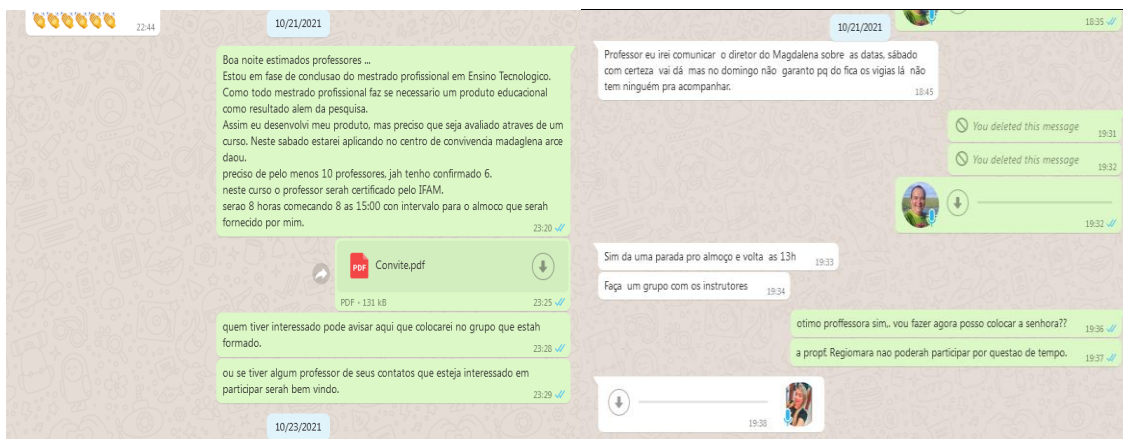 22:44
10/21/2021
Boa noite estimados professores ...
Estou em fase de conclusao do mestrado profissional em Ensino Tecnologico.
Como todo mestrado profissional faz se necessario um produto educacional
como resultado alem da pesquisa.
Assim eu desenvolvi meu produto, mas preciso que seja avaliado atraves de um
curso. Neste sabado estarei aplicando no centro de convivencia madaglena arce
daou.
preciso de pelo menos 10 professores, jah tenho confirmado 6.
neste curso o professor serah certificado pelo IFAM.
serao 8 horas comecando 8 as 15:00 con intervalo para o almoco que serah
fornecido por mim.
23:20
PDF
Convite.pdf
PDF • 131 kB
23:25
quem tiver interessado pode avisar aqui que colocarei no grupo que estah
formado.
23:28
ou se tiver algum professor de seus contatos que esteja interessado em
participar serah bem vindo.
23:29
10/23/2021
18:35
10/21/2021
Professor eu irei comunicar o diretor do Magdalena sobre as datas, sábado
com certeza vai dá mas no domingo não garanto pq do fica os vigias lá não
tem ninguém pra acompanhar.
18:45
You deleted this message
19:31
You deleted this message
19:32
19:32
Sim da uma parada pro almoço e volta as 13h
19:33
Faça um grupo com os instrutores
19:34
otimo proffessora sim,. vou fazer agora posso colocar a senhora??
19:36
a propf. Regiomara nao poderah participar por questao de tempo.
19:37
19:38